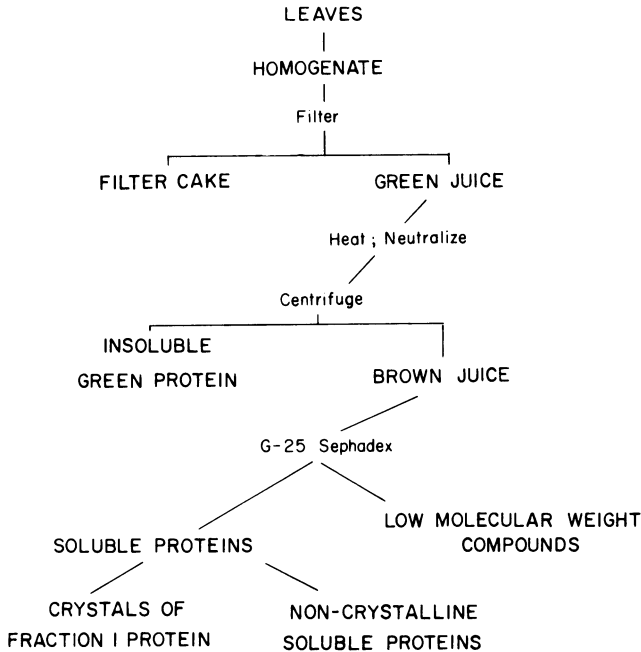 LEAVES
HOMOGENATE
Filter
FILTER CAKE
GREEN JUICE
Heat ; Neutralize
Centrifuge
INSOLUBLE
GREEN PROTEIN
BROWN JUICE
G-25 Sephadex
LOW MOLECULAR WEIGHT
COMPOUNDS
SOLUBLE PROTEINS
CRYSTALS OF
FRACTION I PROTEIN
NON-CRYSTALLINE
SOLUBLE PROTEINS